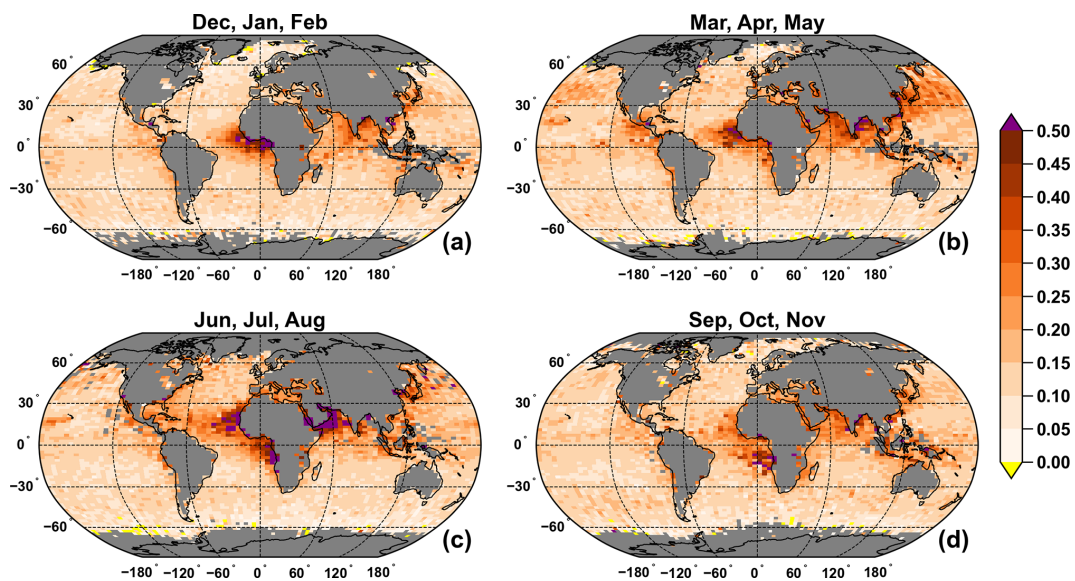 Dec, Jan, Feb
Mar, Apr, May
60°
30°
0°
−30°
−60°
(a)
−180 −120 −60 0 60 120 180°
60°
30°
0°
−30°
−60°
(b)
−180 −120 −60 0 60 120 180°
Jun, Jul, Aug
Sep, Oct, Nov
60°
30°
0°
−30°
−60°
(c)
−180 −120 −60 0 60 120 180°
60°
30°
0°
−30°
−60°
(d)
−180 −120 −60 0 60 120 180°
0.50
0.45
0.40
0.35
0.30
0.25
0.20
0.15
0.10
0.05
0.00